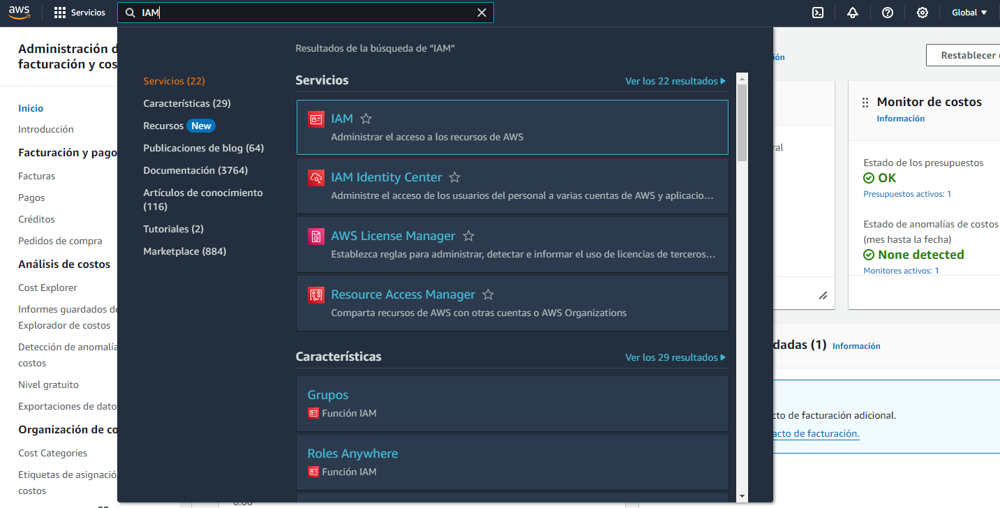 aws
Servicios
IAM
Global
Administración d
facturación y cos
Inicio
Introducción
Facturación y pago
Facturas
Pagos
Créditos
Pedidos de compra
Análisis de costos
Cost Explorer
Informes guardados de
Explorador de costos
Detección de anomalía
costos
Nivel gratuito
Exportaciones de dato
Organización de co
Cost Categories
Etiquetas de asignació
costos
Resultados de la búsqueda de “IAM”
Servicios (22)
Características (29)
Recursos New
Publicaciones de blog (64)
Documentación (3764)
Artículos de conocimiento
(116)
Tutoriales (2)
Marketplace (884)
Servicios
Ver los 22 resultados
IAM
Administrar el acceso a los recursos de AWS
IAM Identity Center
Administre el acceso de los usuarios del personal a varias cuentas de AWS y aplicacio…
AWS License Manager
Establezca reglas para administrar, detectar e informar el uso de licencias de terceros…
Resource Access Manager
Comparta recursos de AWS con otras cuentas o AWS Organizations
Características
Ver los 29 resultados
Grupos
Función IAM
Roles Anywhere
Función IAM
ión
Restablecer
ral
Monitor de costos
Información
Estado de los presupuestos
OK
Presupuestos activos: 1
Estado de anomalías de costos
(mes hasta la fecha)
None detected
Monitores activos: 1
dadas (1) Información
cto de facturación adicional.
acto de facturación.
0.00